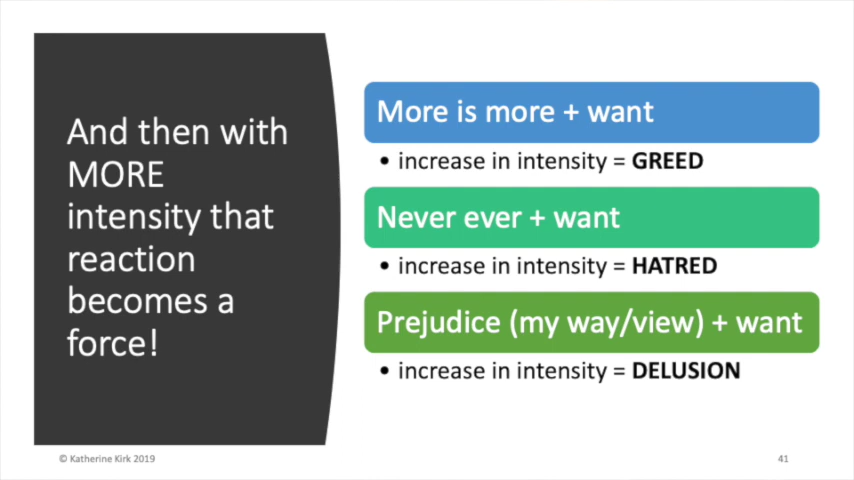 And then with
MORE
intensity that
reaction
becomes a
force!
More is more + want
• increase in intensity = GREED
Never ever + want
• increase in intensity = HATRED
Prejudice (my way/view) + want
• increase in intensity = DELUSION
© Katherine Kirk 2019
41